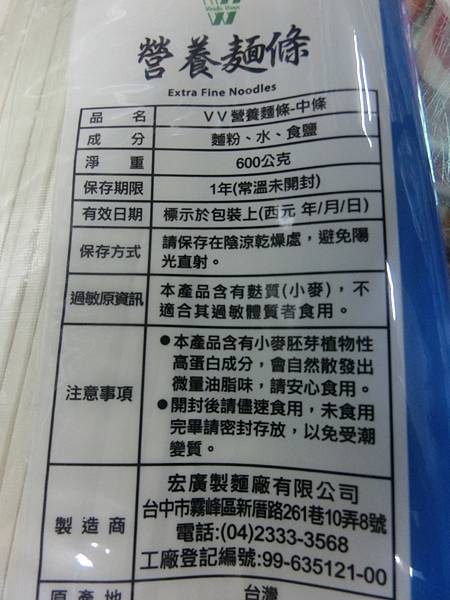 營養麵條
Extra Fine Noodles
品名 VV營養麵條-中條
成分 麵粉、水、食鹽
淨重 600公克
保存期限 1年(常溫未開封)
有效日期 標示於包裝上(西元 年/月/日)
保存方式 請保存在陰涼乾燥處，避免陽
光直射。
過敏原資訊 本產品含有麩質(小麥)，不
適合其過敏體質者食用。
注意事項
●本產品含有小麥胚芽植物性
高蛋白成分，會自然散發出
微量油脂味，請安心食用。
●開封後請儘速食用，未食用
完畢請密封存放，以免受潮
變質。
製造商
宏廣製麵廠有限公司
台中市霧峰區新厝路261巷10弄8號
電話:(04)2333-3568
工廠登記編號:99-635121-00
原產地 台灣